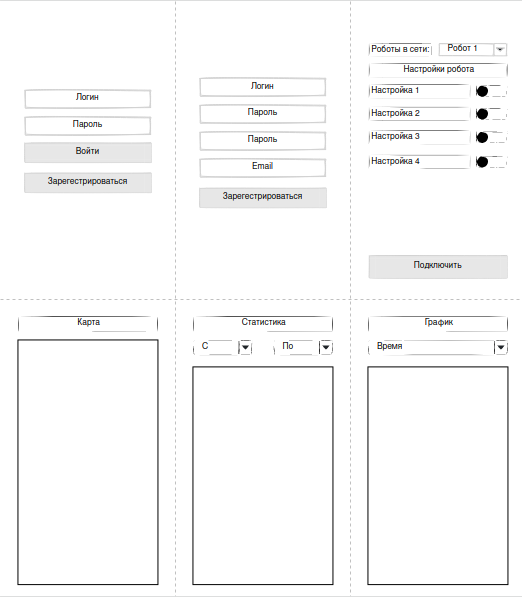 Логин
Пароль
Войти
Зарегестрироваться
Логин
Пароль
Пароль
Email
Зарегестрироваться
Роботы в сети: Робот 1
Настройки робота
Настройка 1
Настройка 2
Настройка 3
Настройка 4
Подключить
Карта
Статистика
С По
График
Время